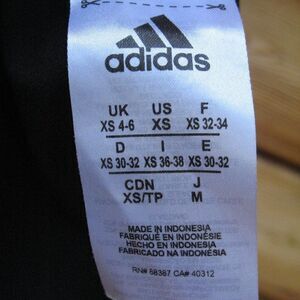 adidas
UK US F
XS 4-6 XS XS 32-34
D I E
XS 30-32 XS 36-38 XS 30-32
CDN J
XS/TP M
MADE IN INDONESIA
FABRIQUÉ EN INDONÉSIE
HECHO EN INDONESIA
FABRICADO NA INDONÉSIA
RN# 88387 CA# 40312